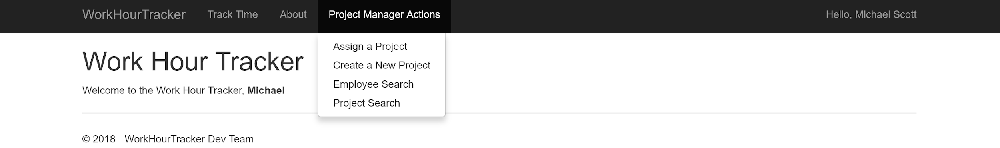 WorkHourTracker Track Time About Project Manager Actions Hello, Michael Scott
Assign a Project
Create a New Project
Employee Search
Project Search
Work Hour Tracker
Welcome to the Work Hour Tracker, Michael
© 2018 - WorkHourTracker Dev Team